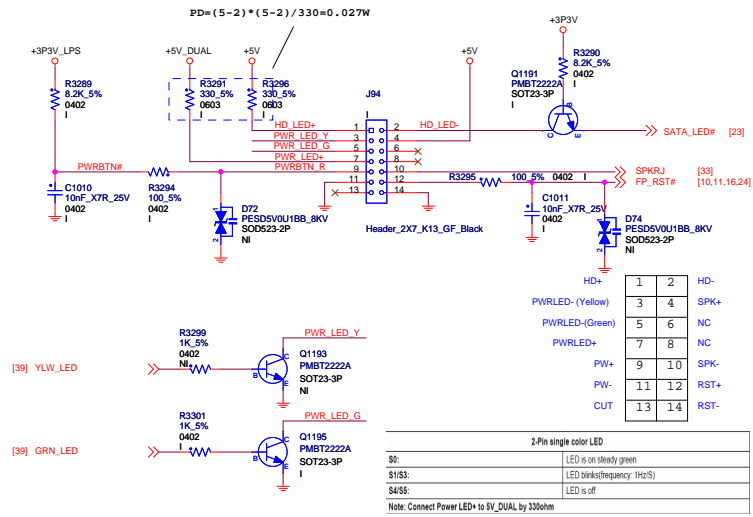 PD=(5-2)*(5-2)/330=0.027W
+3P3V_LPS
+5V_DUAL
+5V
+5V
+3P3V
R3289
8.2K_5%
0402
I
R3291
330_5%
0603
I
R3296
330_5%
0603
I
J94
I
Q1191
PMBT2222A
SOT23-3P
I
R3290
8.2K_5%
0402
I
B
C
E
HD_LED+
PWR_LED_Y
PWR_LED_G
PWR_LED+
PWRBTN_R
PWRBTN#
1
3
5
7
9
11
13
2
4
6
8
10
12
14
HD_LED-
SATA_LED# [23]
SPKRJ [33]
FP_RST# [10,11,16,24]
R3295
100_5% 0402 I
C1010
10nF_X7R_25V
0402
I
R3294
100_5%
0402
I
1
2
D72
PESD5V0U1BB_8KV
SOD523-2P
NI
Header_2X7_K13_GF_Black
C1011
10nF_X7R_25V
0402
I
1
2
D74
PESD5V0U1BB_8KV
SOD523-2P
NI
HD+ 1 2 HD-
PWRLED- (Yellow) 3 4 SPK+
PWRLED-(Green) 5 6 NC
PWRLED+ 7 8 NC
PW+ 9 10 SPK-
PW- 11 12 RST+
CUT 13 14 RST-
PWR_LED_Y
R3299
1K_5%
0402
NI
[39] YLW_LED
B
C
E
Q1193
PMBT2222A
SOT23-3P
NI
PWR_LED_G
R3301
1K_5%
0402
I
[39] GRN_LED
B
C
E
Q1195
PMBT2222A
SOT23-3P
I
2-Pin single color LED
S0: LED is on steady green
S1/S3: LED blinks(frequency: 1Hz/S)
S4/S5: LED is off
Note: Connect Power LED+ to 5V_DUAL by 330ohm